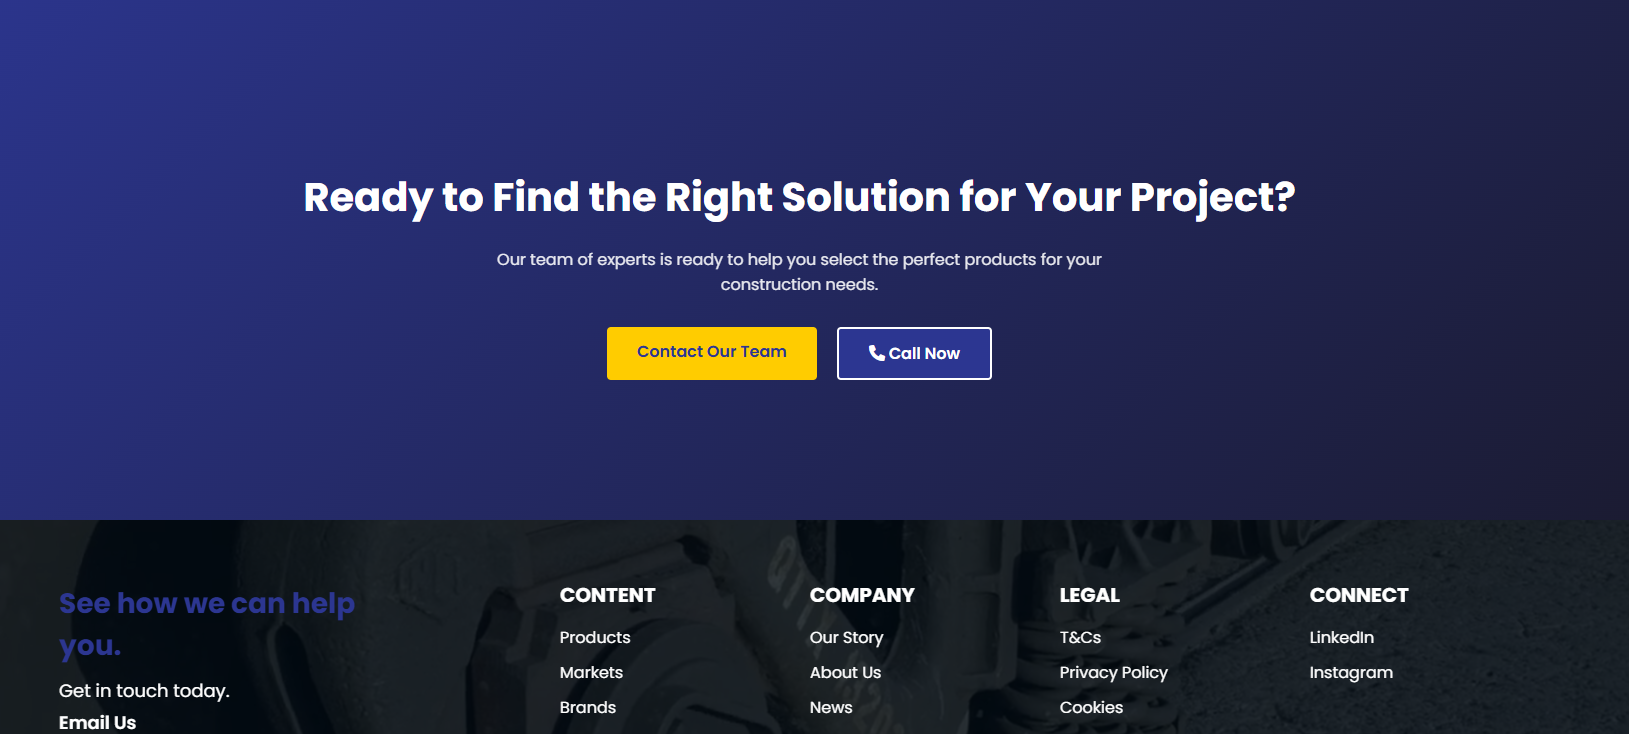 Ready to Find the Right Solution for Your Project?
Our team of experts is ready to help you select the perfect products for your
construction needs.
Contact Our Team
Call Now
See how we can help
you.
Get in touch today.
Email Us
CONTENT
Products
Markets
Brands
COMPANY
Our Story
About Us
News
LEGAL
T&Cs
Privacy Policy
Cookies
CONNECT
LinkedIn
Instagram